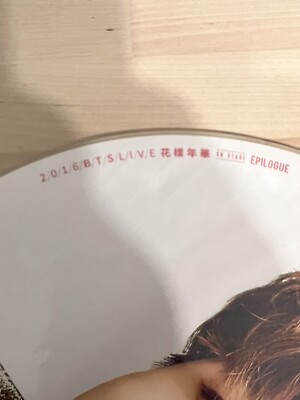 2/0/1/6/B/T/S/L/I/V/E 花樣年華 ON STAGE EPILOGUE